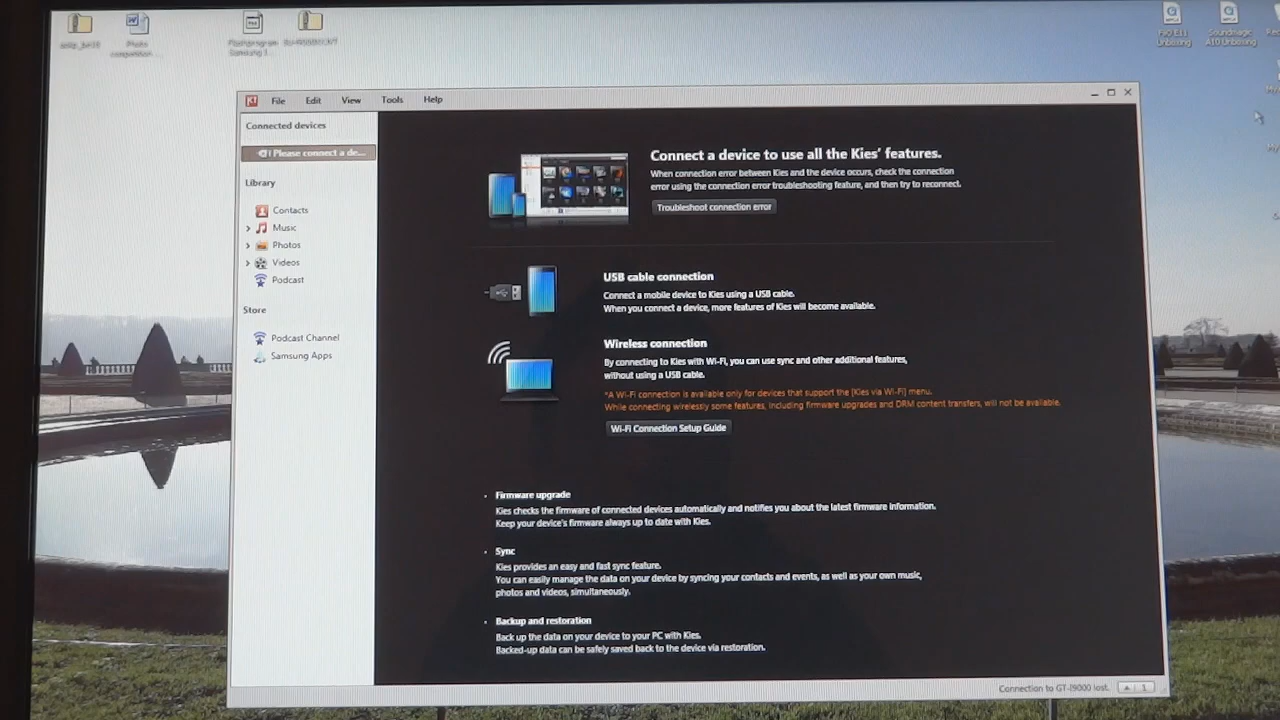 Photo
competition ...
Flashprogram
Samsung I...
FiiO E11
Unboxing
Soundmagic
A10 Unboxing
File Edit View Tools Help
Connected devices
Please connect a de...
Library
Contacts
Music
Photos
Videos
Podcast
Store
Podcast Channel
Samsung Apps
Connect a device to use all the Kies' features.
When connection error between Kies and the device occurs, check the connection
error using the connection error troubleshooting feature, and then try to reconnect.
Troubleshoot connection error
USB cable connection
Connect a mobile device to Kies using a USB cable.
When you connect a device, more features of Kies will become available.
Wireless connection
By connecting to Kies with Wi-Fi, you can use sync and other additional features,
without using a USB cable.
*A Wi-Fi connection is available only for devices that support the [Kies via Wi-Fi] menu.
While connecting wirelessly some features, including firmware upgrades and DRM content transfers, will not be available.
Wi-Fi Connection Setup Guide
· Firmware upgrade
Kies checks the firmware of connected devices automatically and notifies you about the latest firmware information.
Keep your device's firmware always up to date with Kies.
· Sync
Kies provides an easy and fast sync feature.
You can easily manage the data on your device by syncing your contacts and events, as well as your own music,
photos and videos, simultaneously.
· Backup and restoration
Back up the data on your device to your PC with Kies.
Backed-up data can be safely saved back to the device via restoration.
Connection to GT-I9000 lost. 1